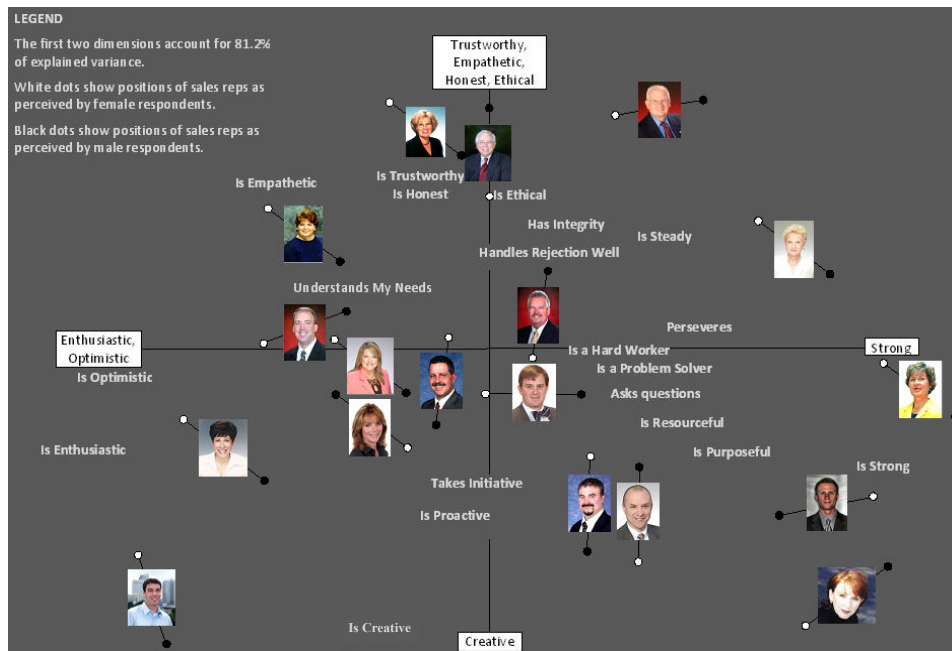 LEGEND
The first two dimensions account for 81.2%
of explained variance.
White dots show positions of sales reps as
perceived by female respondents.
Black dots show positions of sales reps as
perceived by male respondents.
Trustworthy,
Empathetic,
Honest, Ethical
Is Empathetic
Is Trustworthy
Is Honest
Is Ethical
Has Integrity
Is Steady
Handles Rejection Well
Understands My Needs
Perseveres
Enthusiastic,
Optimistic
Strong
Is a Hard Worker
Is a Problem Solver
Is Optimistic
Asks questions
Is Resourceful
Is Enthusiastic
Is Purposeful
Is Strong
Takes Initiative
Is Proactive
Is Creative
Creative